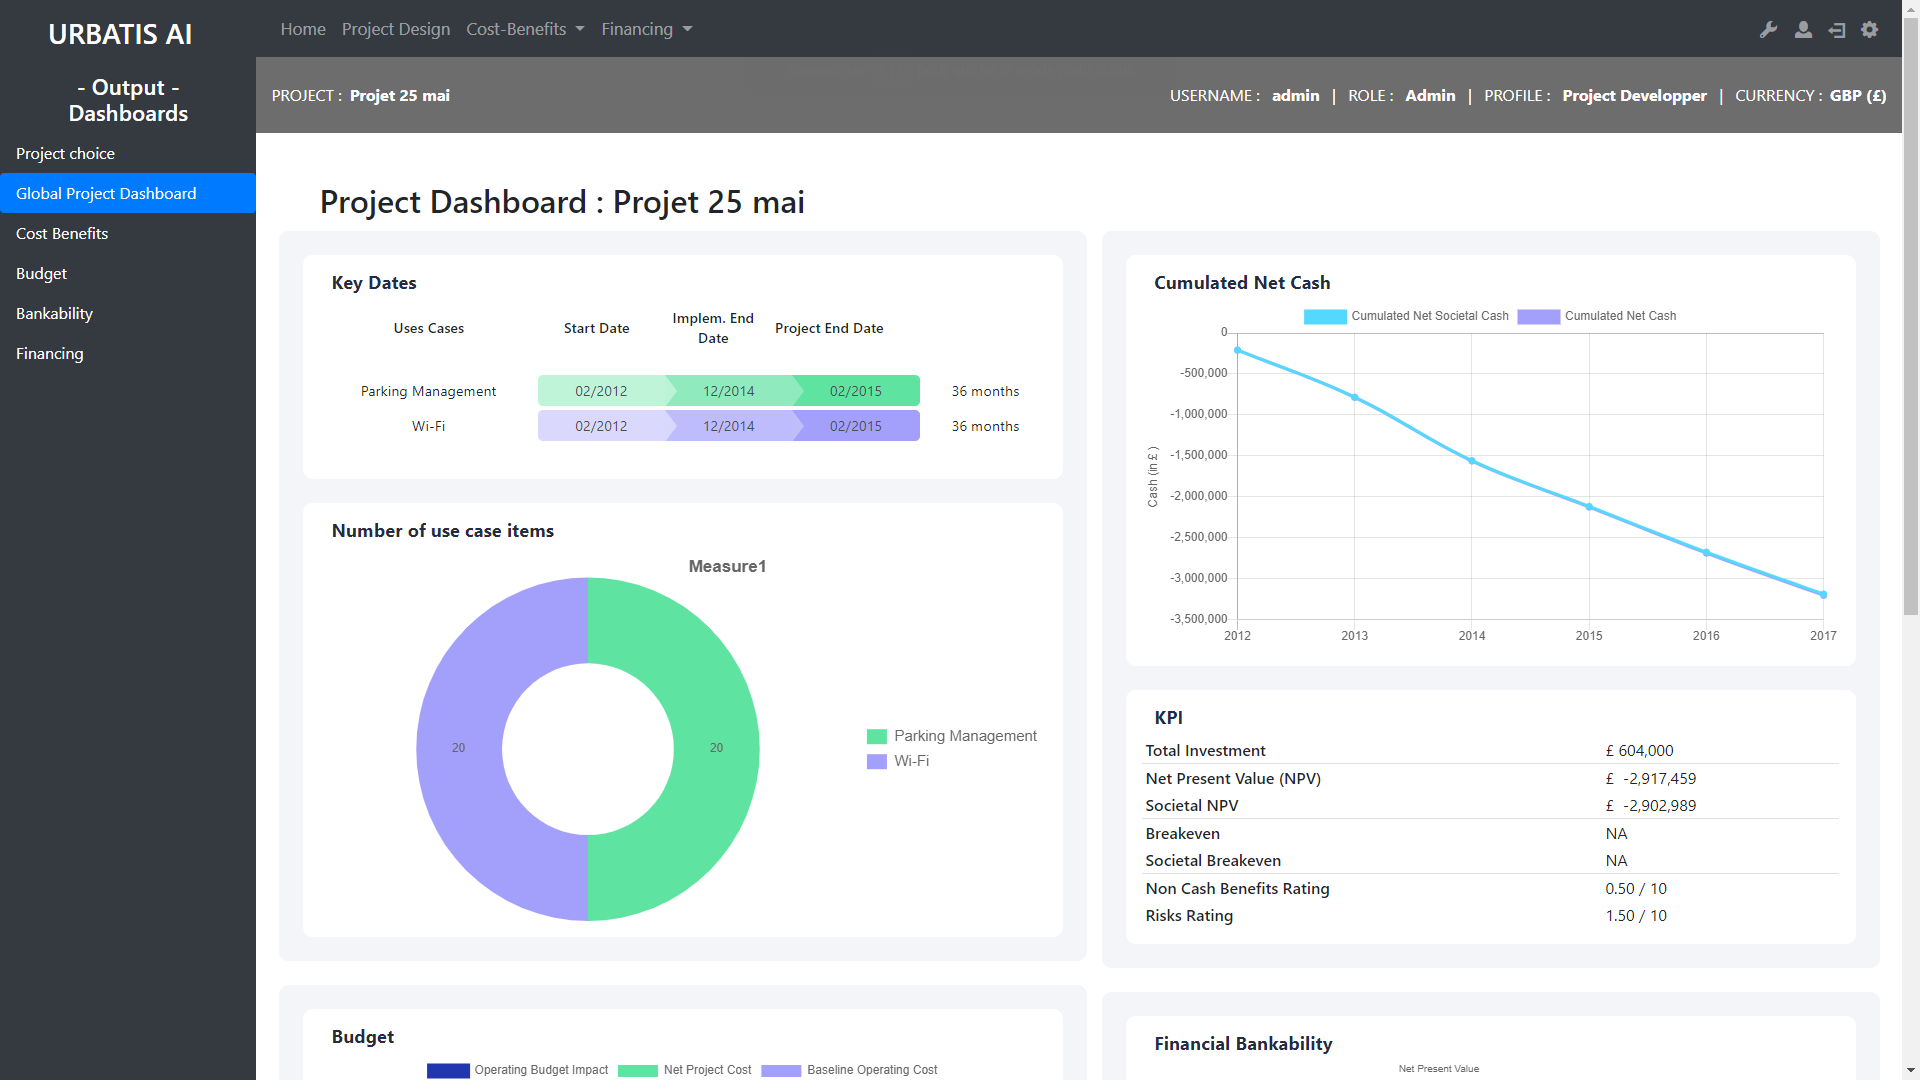 URBATIS AI
Home Project Design Cost-Benefits Financing
- Output -
Dashboards
Project choice
Global Project Dashboard
Cost Benefits
Budget
Bankability
Financing
PROJECT : Projet 25 mai
USERNAME : admin | ROLE : Admin | PROFILE : Project Developper | CURRENCY : GBP (£)
Project Dashboard : Projet 25 mai
Key Dates
Uses Cases Start Date Implem. End Date Project End Date
Parking Management 02/2012 12/2014 02/2015 36 months
Wi-Fi 02/2012 12/2014 02/2015 36 months
Number of use case items
Measure1
20 20
Parking Management
Wi-Fi
Cumulated Net Cash
Cumulated Net Societal Cash Cumulated Net Cash
Cash (in £ )
0
-500,000
-1,000,000
-1,500,000
-2,000,000
-2,500,000
-3,000,000
-3,500,000
2012 2013 2014 2015 2016 2017
KPI
Total Investment £ 604,000
Net Present Value (NPV) £ -2,917,459
Societal NPV £ -2,902,989
Breakeven NA
Societal Breakeven NA
Non Cash Benefits Rating 0.50 / 10
Risks Rating 1.50 / 10
Budget
Operating Budget Impact Net Project Cost Baseline Operating Cost
Financial Bankability
Net Present Value